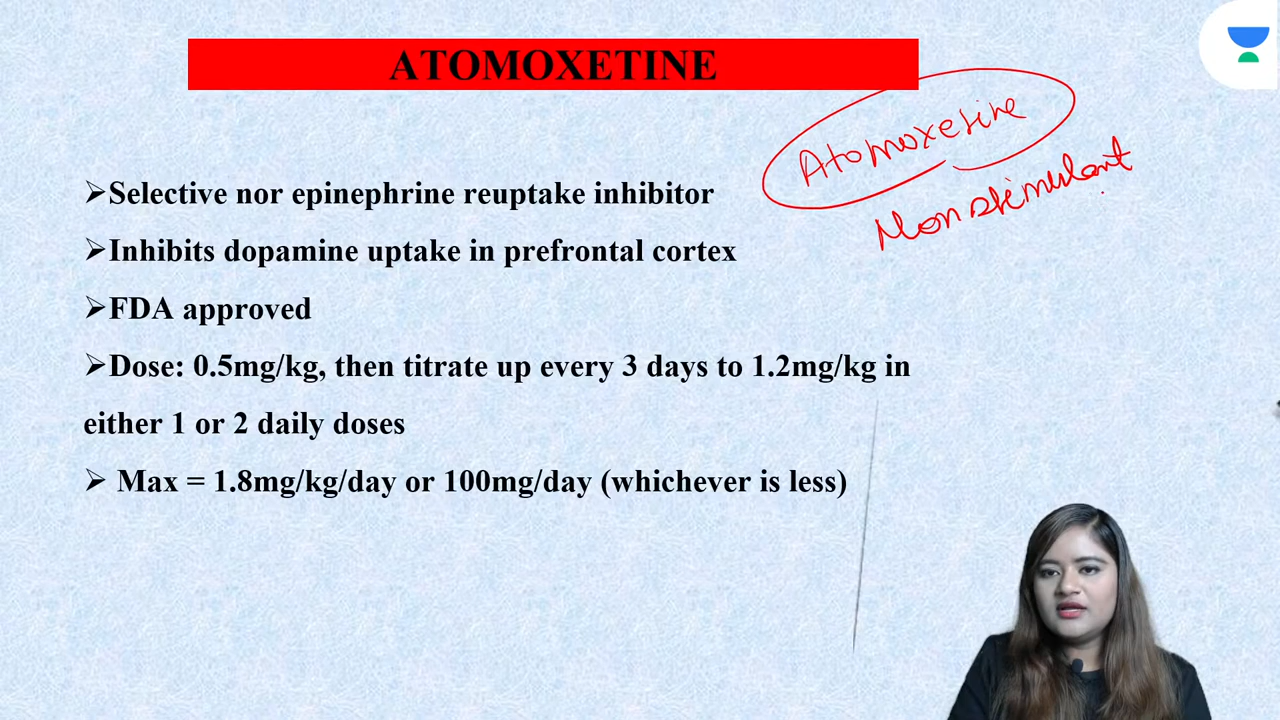 ATOMOXETINE
Atomoxetine
Non stimulant
➢Selective nor epinephrine reuptake inhibitor
➢Inhibits dopamine uptake in prefrontal cortex
➢FDA approved
➢Dose: 0.5mg/kg, then titrate up every 3 days to 1.2mg/kg in
either 1 or 2 daily doses
➢ Max = 1.8mg/kg/day or 100mg/day (whichever is less)